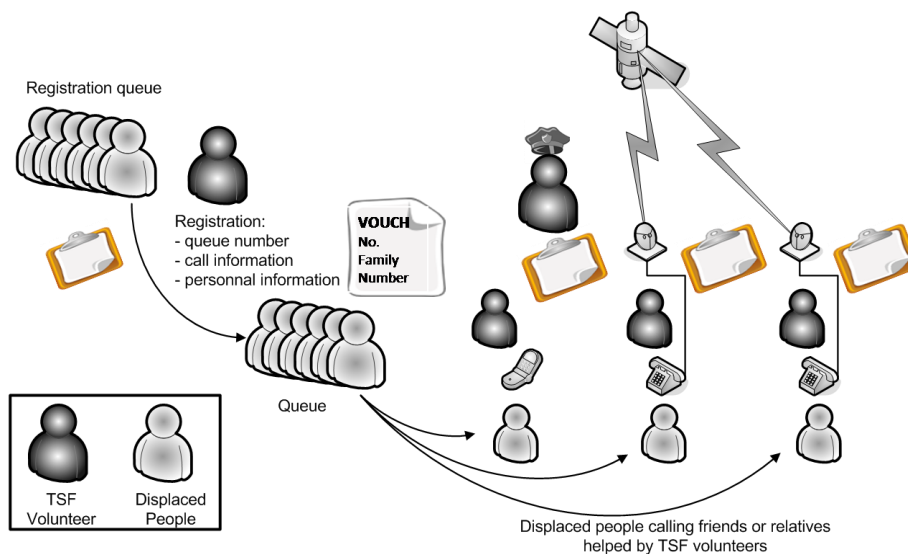 Registration queue
Registration:
- queue number
- call information
- personnal information
VOUCH
No.
Family
Number
Queue
TSF
Volunteer
Displaced
People
Displaced people calling friends or relatives
helped by TSF volunteers